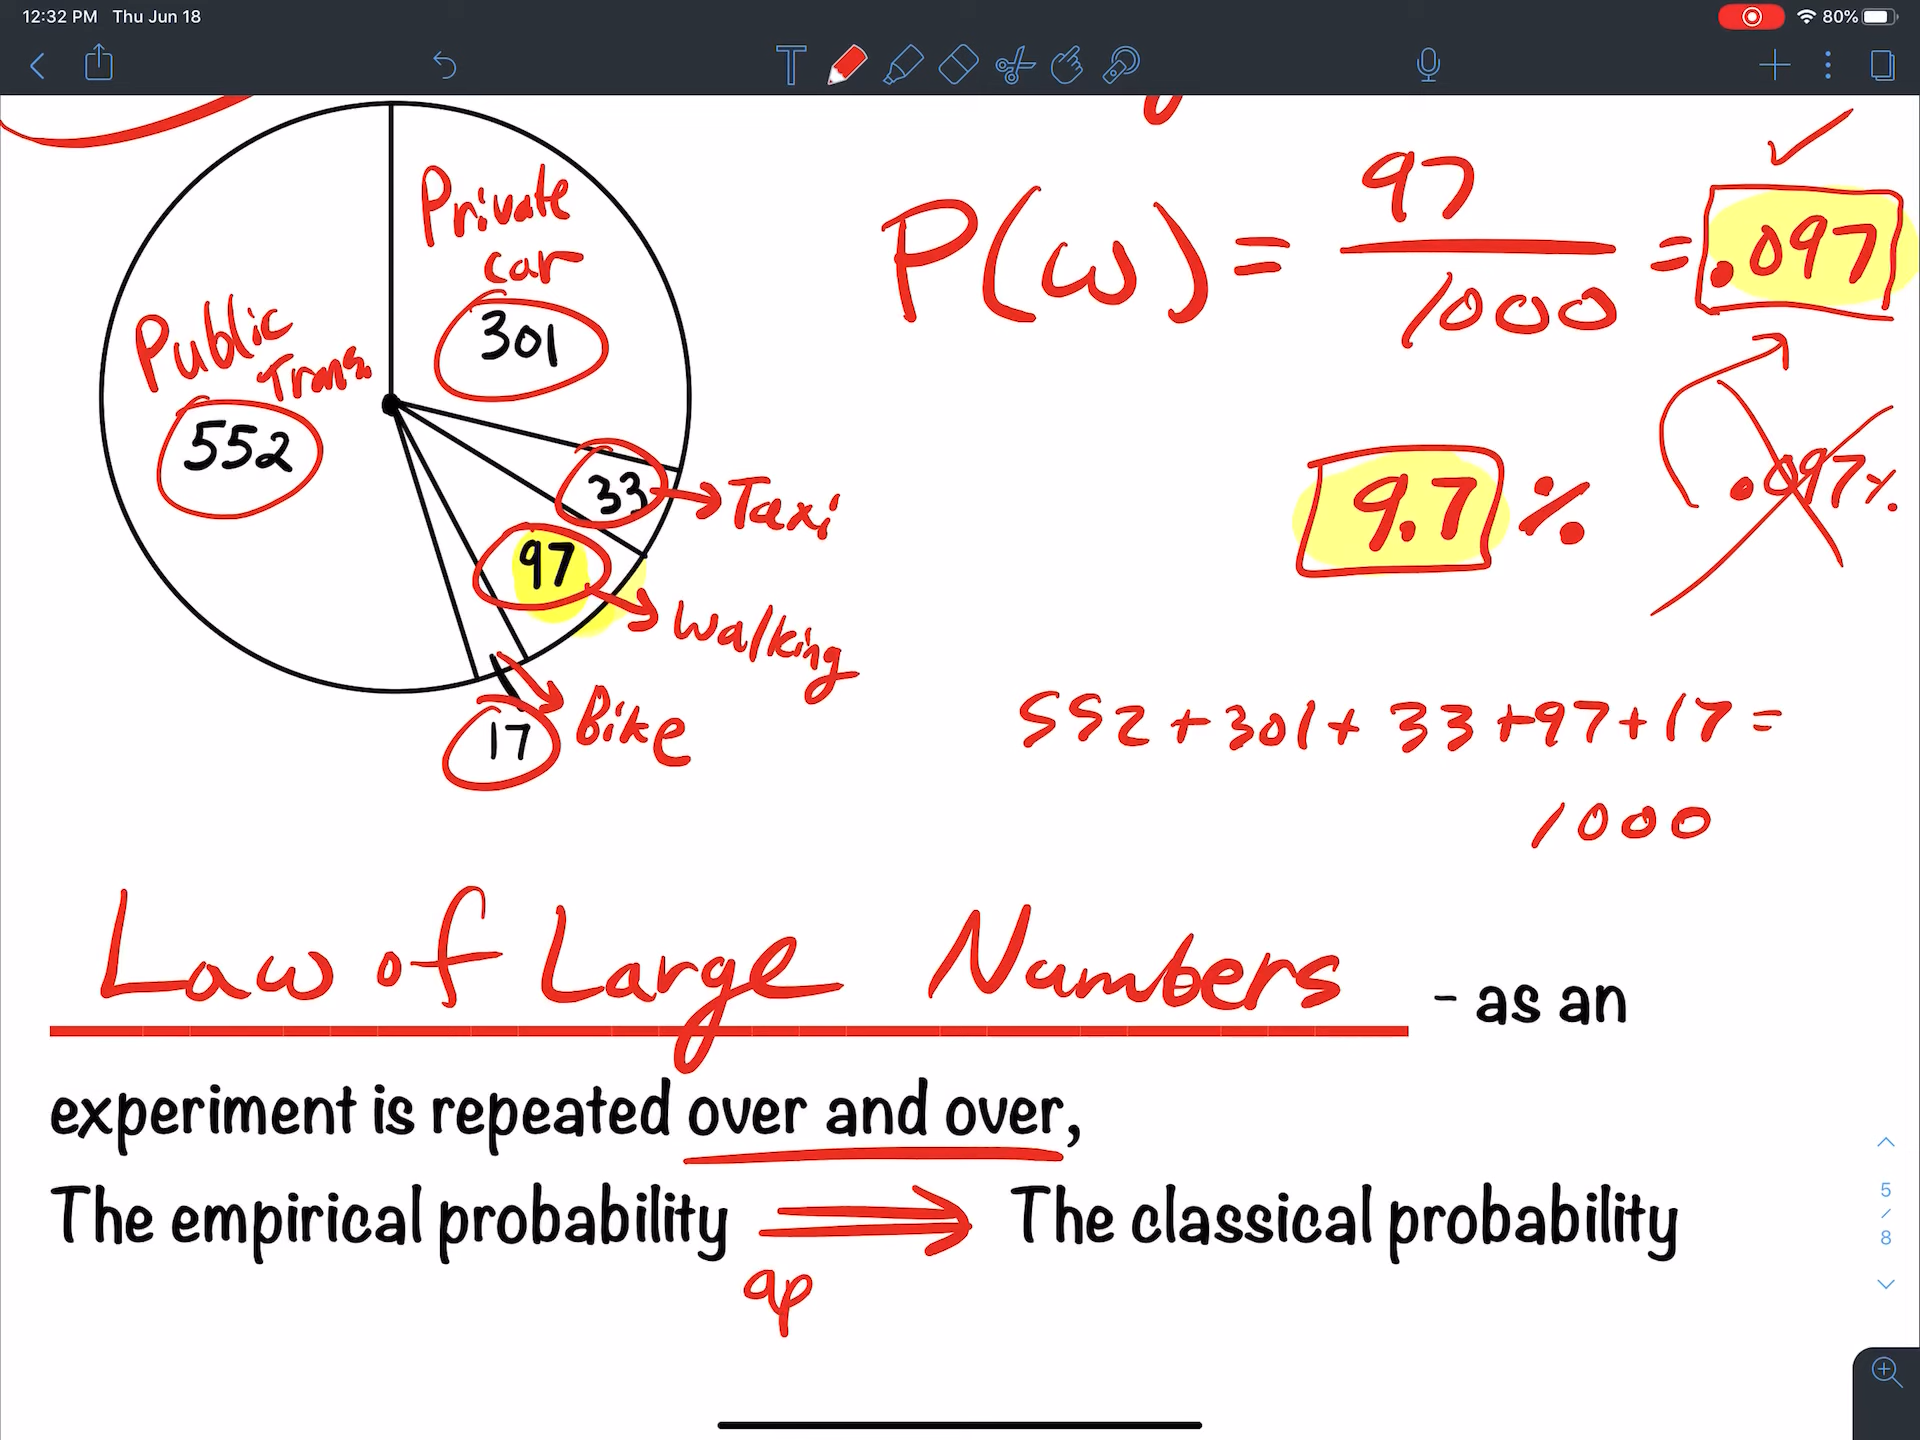 12:32 PM Thu Jun 18
80%
T
Private
car
301
Public
Trans.
552
33
Taxi
97
Walking
17
Bike
P(w) = 97/1000 = .097
9.7 %
.097%
552 + 301 + 33 + 97 + 17 =
1000
Law of Large Numbers - as an
experiment is repeated over and over,
The empirical probability ⟹ The classical probability
ap
5
/
8